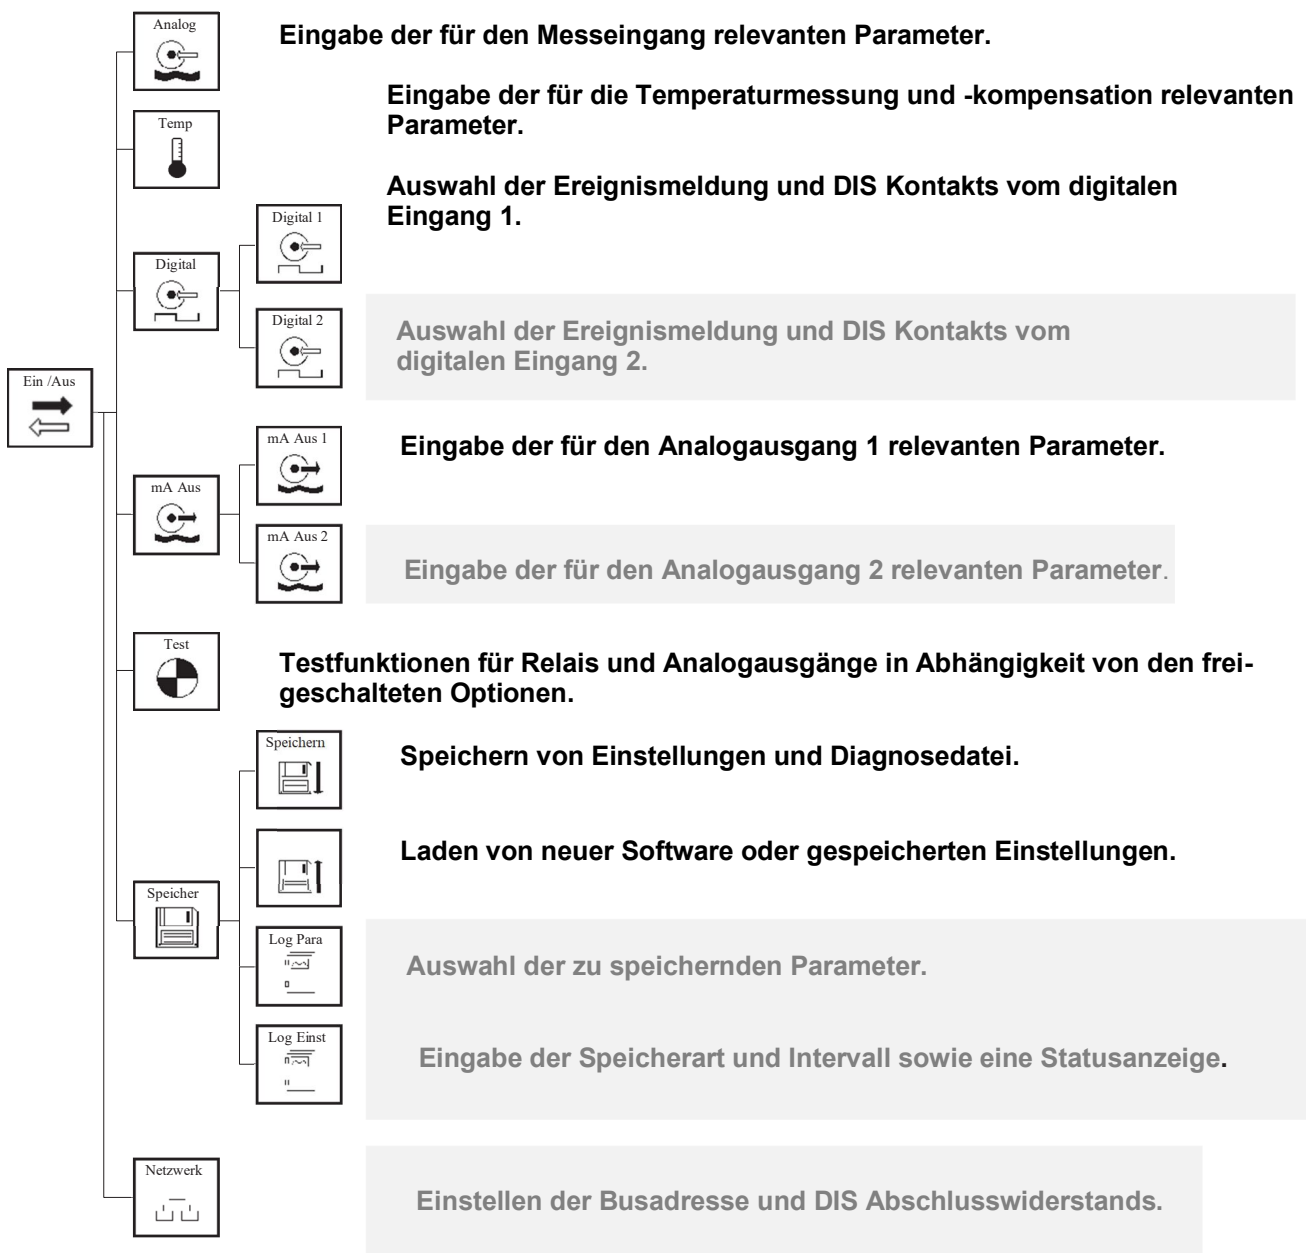 Analog
Eingabe der für den Messeingang relevanten Parameter.
Temp
Eingabe der für die Temperaturmessung und -kompensation relevanten
Parameter.
Auswahl der Ereignismeldung und DIS Kontakts vom digitalen
Eingang 1.
Digital
Digital 1
Digital 2
Auswahl der Ereignismeldung und DIS Kontakts vom
digitalen Eingang 2.
Ein /Aus
mA Aus
mA Aus 1
Eingabe der für den Analogausgang 1 relevanten Parameter.
mA Aus 2
Eingabe der für den Analogausgang 2 relevanten Parameter.
Test
Testfunktionen für Relais und Analogausgänge in Abhängigkeit von den frei-
geschalteten Optionen.
Speichern
Speichern von Einstellungen und Diagnosedatei.
Laden von neuer Software oder gespeicherten Einstellungen.
Speicher
Log Para
Auswahl der zu speichernden Parameter.
Log Einst
Eingabe der Speicherart und Intervall sowie eine Statusanzeige.
Netzwerk
Einstellen der Busadresse und DIS Abschlusswiderstands.